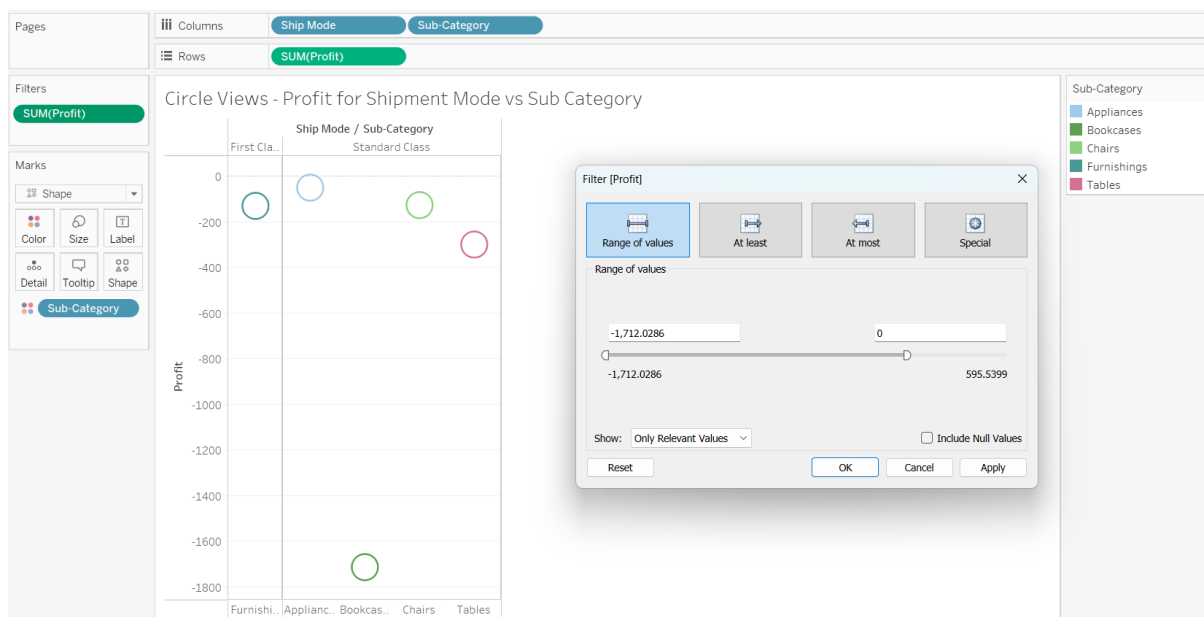 Pages
Columns
Ship Mode
Sub-Category
Rows
SUM(Profit)
Filters
SUM(Profit)
Marks
Shape
Color
Size
Label
Detail
Tooltip
Shape
Sub-Category
Circle Views - Profit for Shipment Mode vs Sub Category
Ship Mode / Sub-Category
First Cla..
Standard Class
0
-200
-400
-600
-800
-1000
-1200
-1400
-1600
-1800
Profit
Furnishi..
Applianc..
Bookcas..
Chairs
Tables
Filter [Profit]
Range of values
At least
At most
Special
Range of values
-1,712.0286
0
-1,712.0286
595.5399
Show:
Only Relevant Values
Include Null Values
Reset
OK
Cancel
Apply
Sub-Category
Appliances
Bookcases
Chairs
Furnishings
Tables